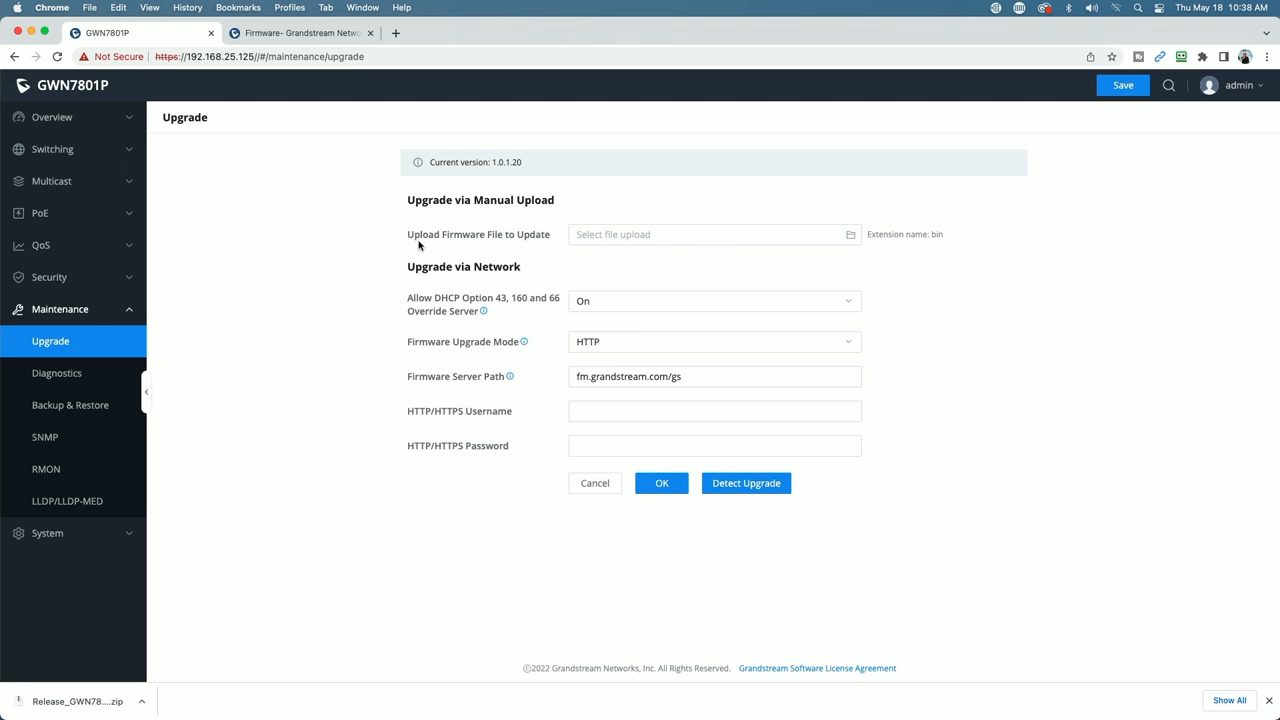 Chrome File Edit View History Bookmarks Profiles Tab Window Help Thu May 18 10:38 AM
GWN7801P Firmware- Grandstream Netwo
Not Secure https://192.168.25.125//#/maintenance/upgrade
GWN7801P Save admin
Overview
Switching
Multicast
PoE
QoS
Security
Maintenance
Upgrade
Diagnostics
Backup & Restore
SNMP
RMON
LLDP/LLDP-MED
System
Upgrade
Current version: 1.0.1.20
Upgrade via Manual Upload
Upload Firmware File to Update Select file upload Extension name: bin
Upgrade via Network
Allow DHCP Option 43, 160 and 66
Override Server On
Firmware Upgrade Mode HTTP
Firmware Server Path fm.grandstream.com/gs
HTTP/HTTPS Username
HTTP/HTTPS Password
Cancel OK Detect Upgrade
©2022 Grandstream Networks, Inc. All Rights Reserved. Grandstream Software License Agreement
Release_GWN78....zip Show All